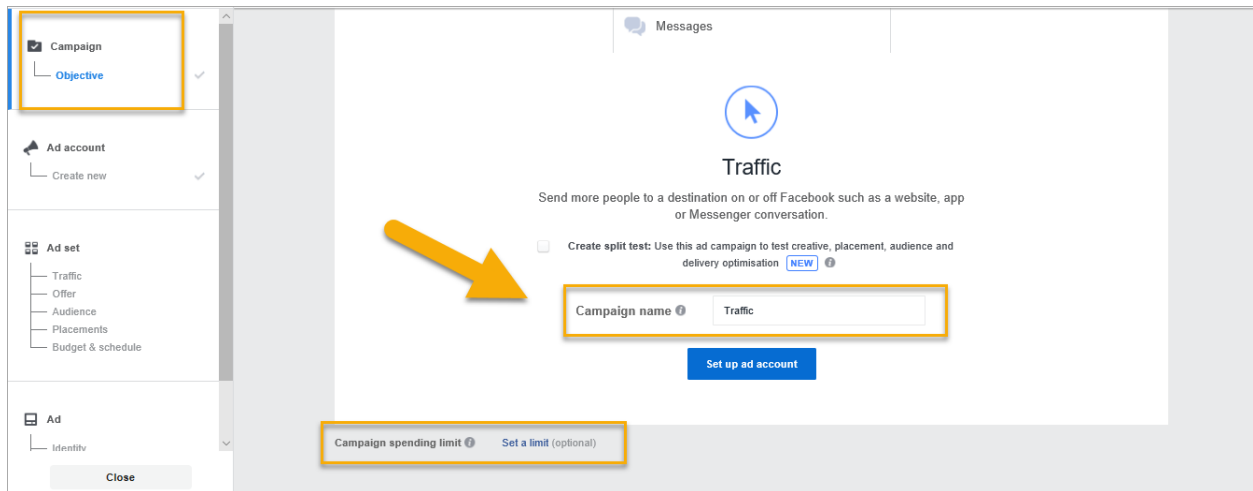 Campaign
Objective
Ad account
Create new
Ad set
Traffic
Offer
Audience
Placements
Budget & schedule
Ad
Identity
Close
Messages
Traffic
Send more people to a destination on or off Facebook such as a website, app
or Messenger conversation.
Create split test: Use this ad campaign to test creative, placement, audience and
delivery optimisation NEW
Campaign name Traffic
Set up ad account
Campaign spending limit Set a limit (optional)